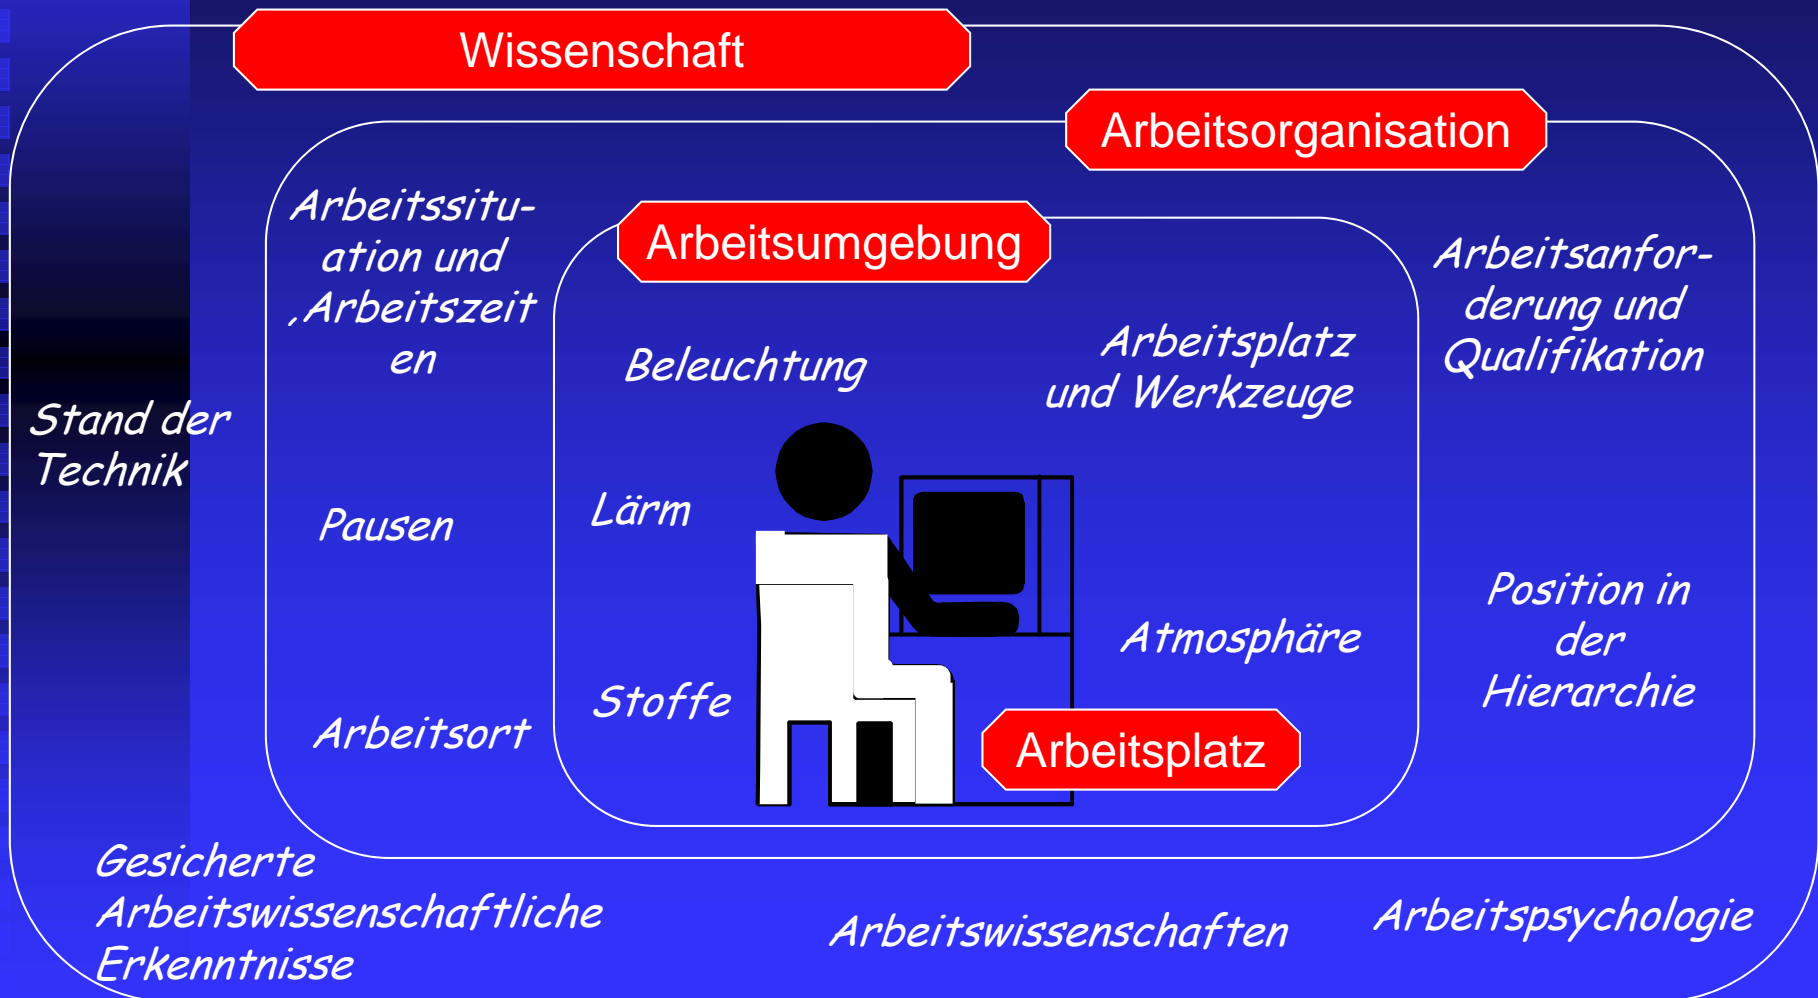 Wissenschaft
Arbeitsorganisation
Arbeitssitu-
ation und
,Arbeitszeit
en
Arbeitsumgebung
Arbeitsanfor-
derung und
Qualifikation
Beleuchtung
Arbeitsplatz
und Werkzeuge
Stand der
Technik
Pausen
Lärm
Atmosphäre
Position in
der
Hierarchie
Stoffe
Arbeitsort
Arbeitsplatz
Gesicherte
Arbeitswissenschaftliche
Erkenntnisse
Arbeitswissenschaften
Arbeitspsychologie